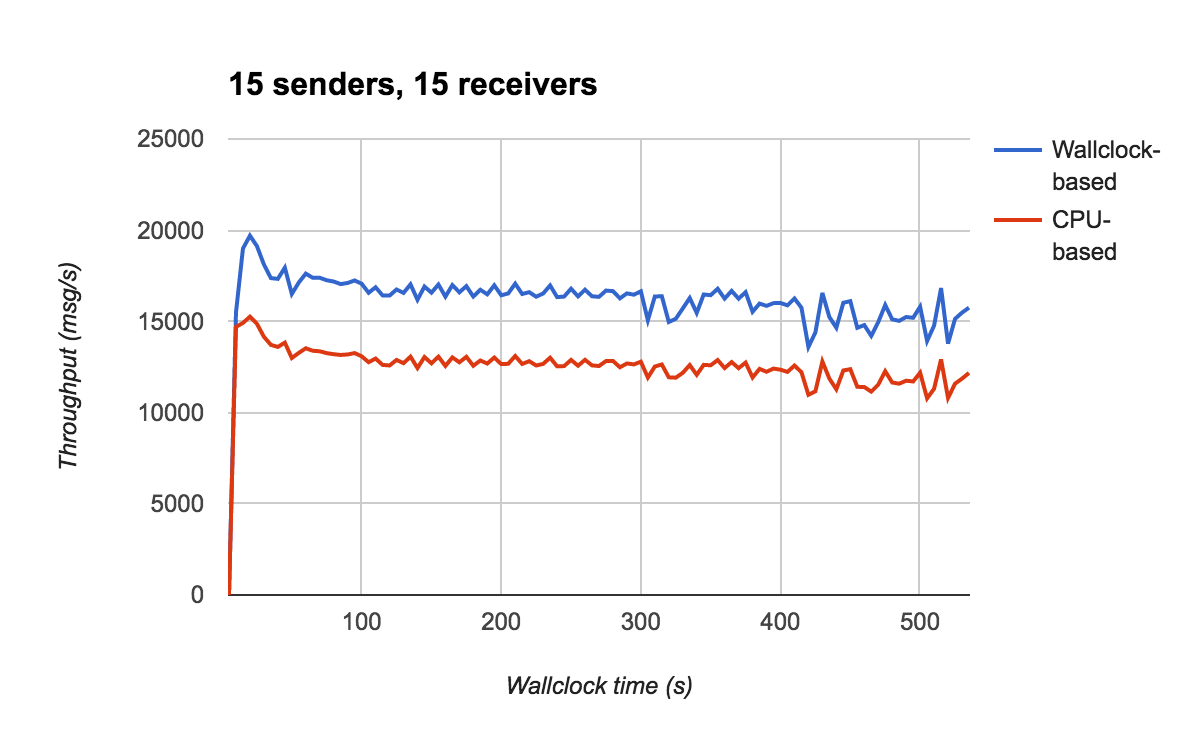 15 senders, 15 receivers
25000
20000
15000
10000
5000
0
Throughput (msg/s)
100 200 300 400 500
Wallclock time (s)
Wallclock-
based
CPU-
based